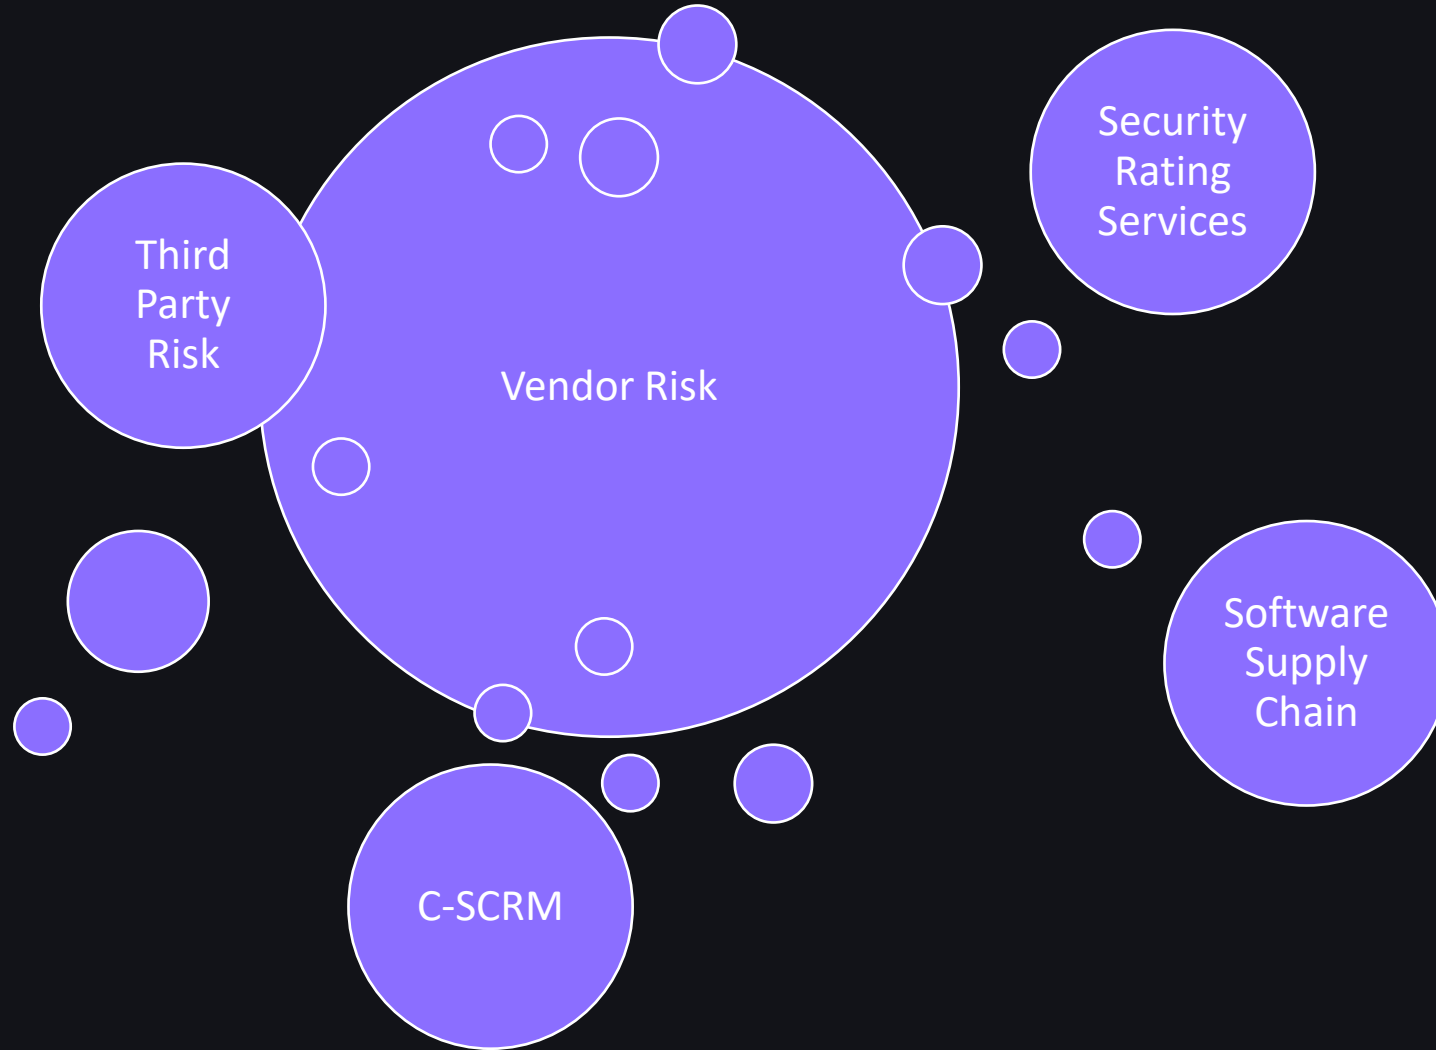 Security
Rating
Services
Third
Party
Risk
Vendor Risk
Software
Supply
Chain
C-SCRM